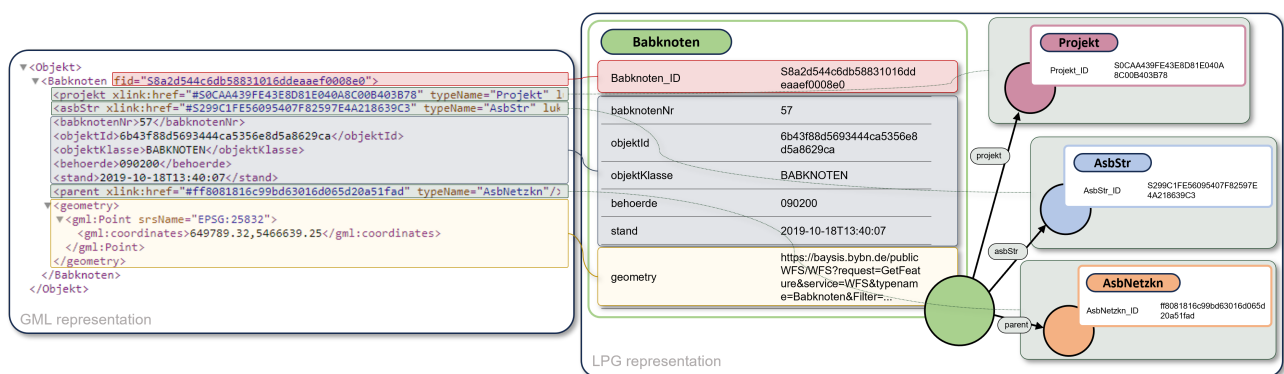 ▼<Objekt>
▼<Babknoten fid="S8a2d544c6db58831016ddeaaef0008e0">
<projekt xlink:href="#S0CAA439FE43E8D81E040A8C00B403B78" typeName="Projekt" l
<asbStr xlink:href="#S299C1FE56095407F82597E4A218639C3" typeName="AsbStr" luk
<babknotenNr>57</babknotenNr>
<objektId>6b43f88d5693444ca5356e8d5a8629ca</objektId>
<objektKlasse>BABKNOTEN</objektKlasse>
<behoerde>090200</behoerde>
<stand>2019-10-18T13:40:07</stand>
<parent xlink:href="#ff8081816c99bd63016d065d20a51fad" typeName="AsbNetzkn"/>
▼<geometry>
▼<gml:Point srsName="EPSG:25832">
<gml:coordinates>649789.32,5466639.25</gml:coordinates>
</gml:Point>
</geometry>
</Babknoten>
</Objekt>
GML representation
Babknoten
Babknoten_ID S8a2d544c6db58831016dd
eaaef0008e0
babknotenNr 57
objektId 6b43f88d5693444ca5356e8
d5a8629ca
objektKlasse BABKNOTEN
behoerde 090200
stand 2019-10-18T13:40:07
geometry https://baysis.bybn.de/public
WFS/WFS?request=GetFeat
ure&service=WFS&typenam
e=Babknoten&Filter=...
projekt
asbStr
parent
Projekt
Projekt_ID S0CAA439FE43E8D81E040A
8C00B403B78
AsbStr
AsbStr_ID S299C1FE56095407F82597E
4A218639C3
AsbNetzkn
AsbNetzkn_ID ff8081816c99bd63016d065d
20a51fad
LPG representation